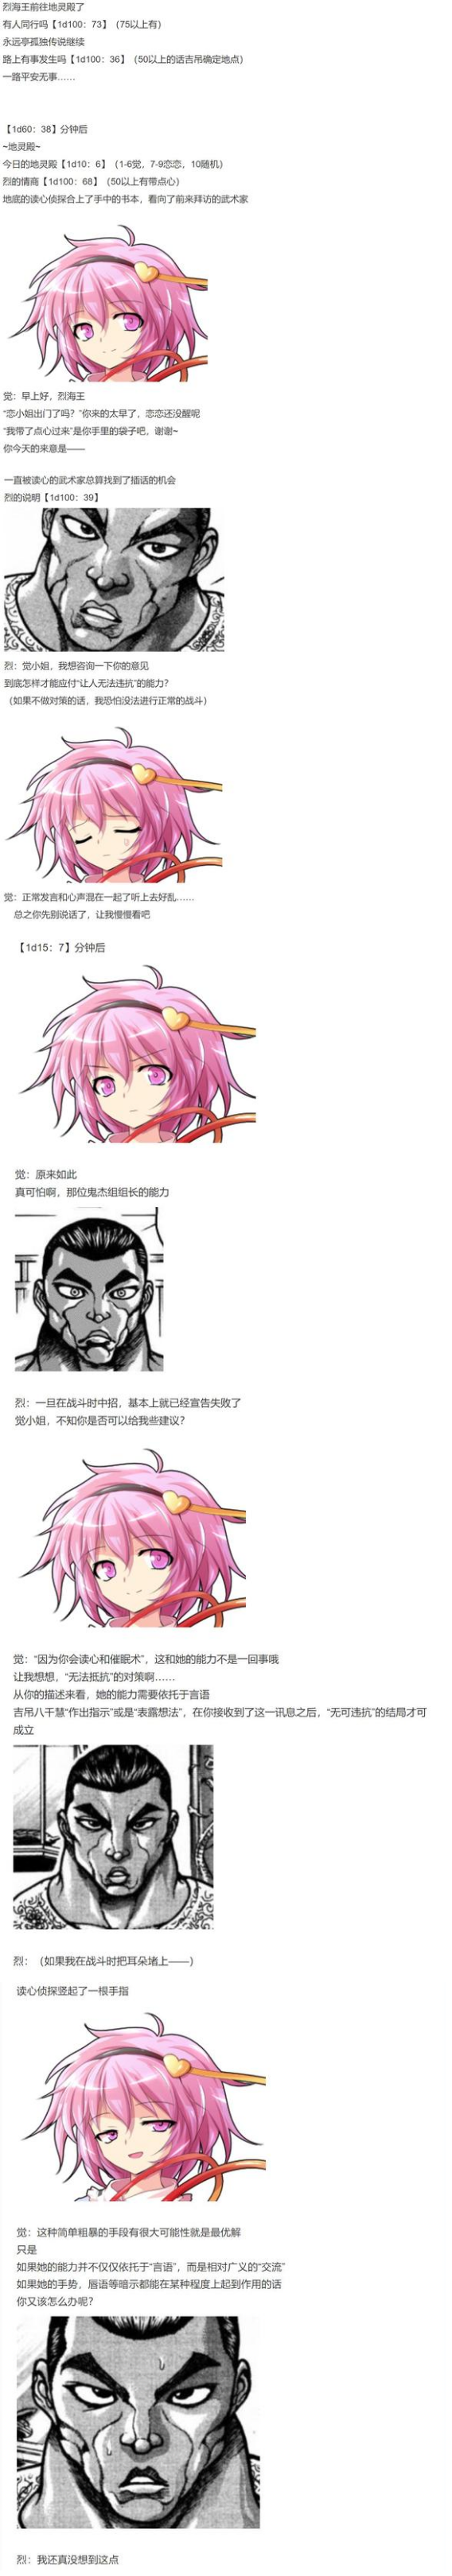 烈海王前往地灵殿了
有人同行吗【1d100：73】（75以上有）
永远亭孤独传说继续
路上有事发生吗【1d100：36】（50以上的话吉吊确定地点）
一路平安无事……
【1d60：38】分钟后
~地灵殿~
今日的地灵殿【1d10：6】（1-6觉，7-9恋恋，10随机）
烈的情商【1d100：68】（50以上有带点心）
地底的读心侦探合上了手中的书本，看向了前来拜访的武术家
觉：早上好，烈海王
“恋小姐出门了吗？”你来的太早了，恋恋还没醒呢
“我带了点心过来”是你手里的袋子吧，谢谢~
你今天的来意是——
一直被读心的武术家总算找到了插话的机会
烈的说明【1d100：39】
烈：觉小姐，我想咨询一下你的意见
到底怎样才能应付“让人无法违抗”的能力？
（如果不做对策的话，我恐怕没法进行正常的战斗）
觉：正常发言和心声混在一起了听上去好乱……
总之你先别说话了，让我慢慢看吧
【1d15：7】分钟后
觉：原来如此
真可怕啊，那位鬼杰组组长的能力
烈：一旦在战斗时中招，基本上就已经宣告失败了
觉小姐，不知你是否可以给我些建议？
觉：“因为你会读心和催眠术”，这和她的能力不是一回事哦
让我想想，“无法抵抗”的对策啊……
从你的描述来看，她的能力需要依托于言语
吉吊八千慧“作出指示”或是“表露想法”，在你接收到了这一讯息之后，“无可违抗”的结局才可
成立
烈：（如果我在战斗时把耳朵堵上——）
读心侦探竖起了一根手指
觉：这种简单粗暴的手段有很大可能性就是最优解
只是
如果她的能力并不仅仅依托于“言语”，而是相对广义的“交流”
如果她的手势，唇语等暗示都能在某种程度上起到作用的话
你又该怎么办呢？
烈：我还真没想到这点